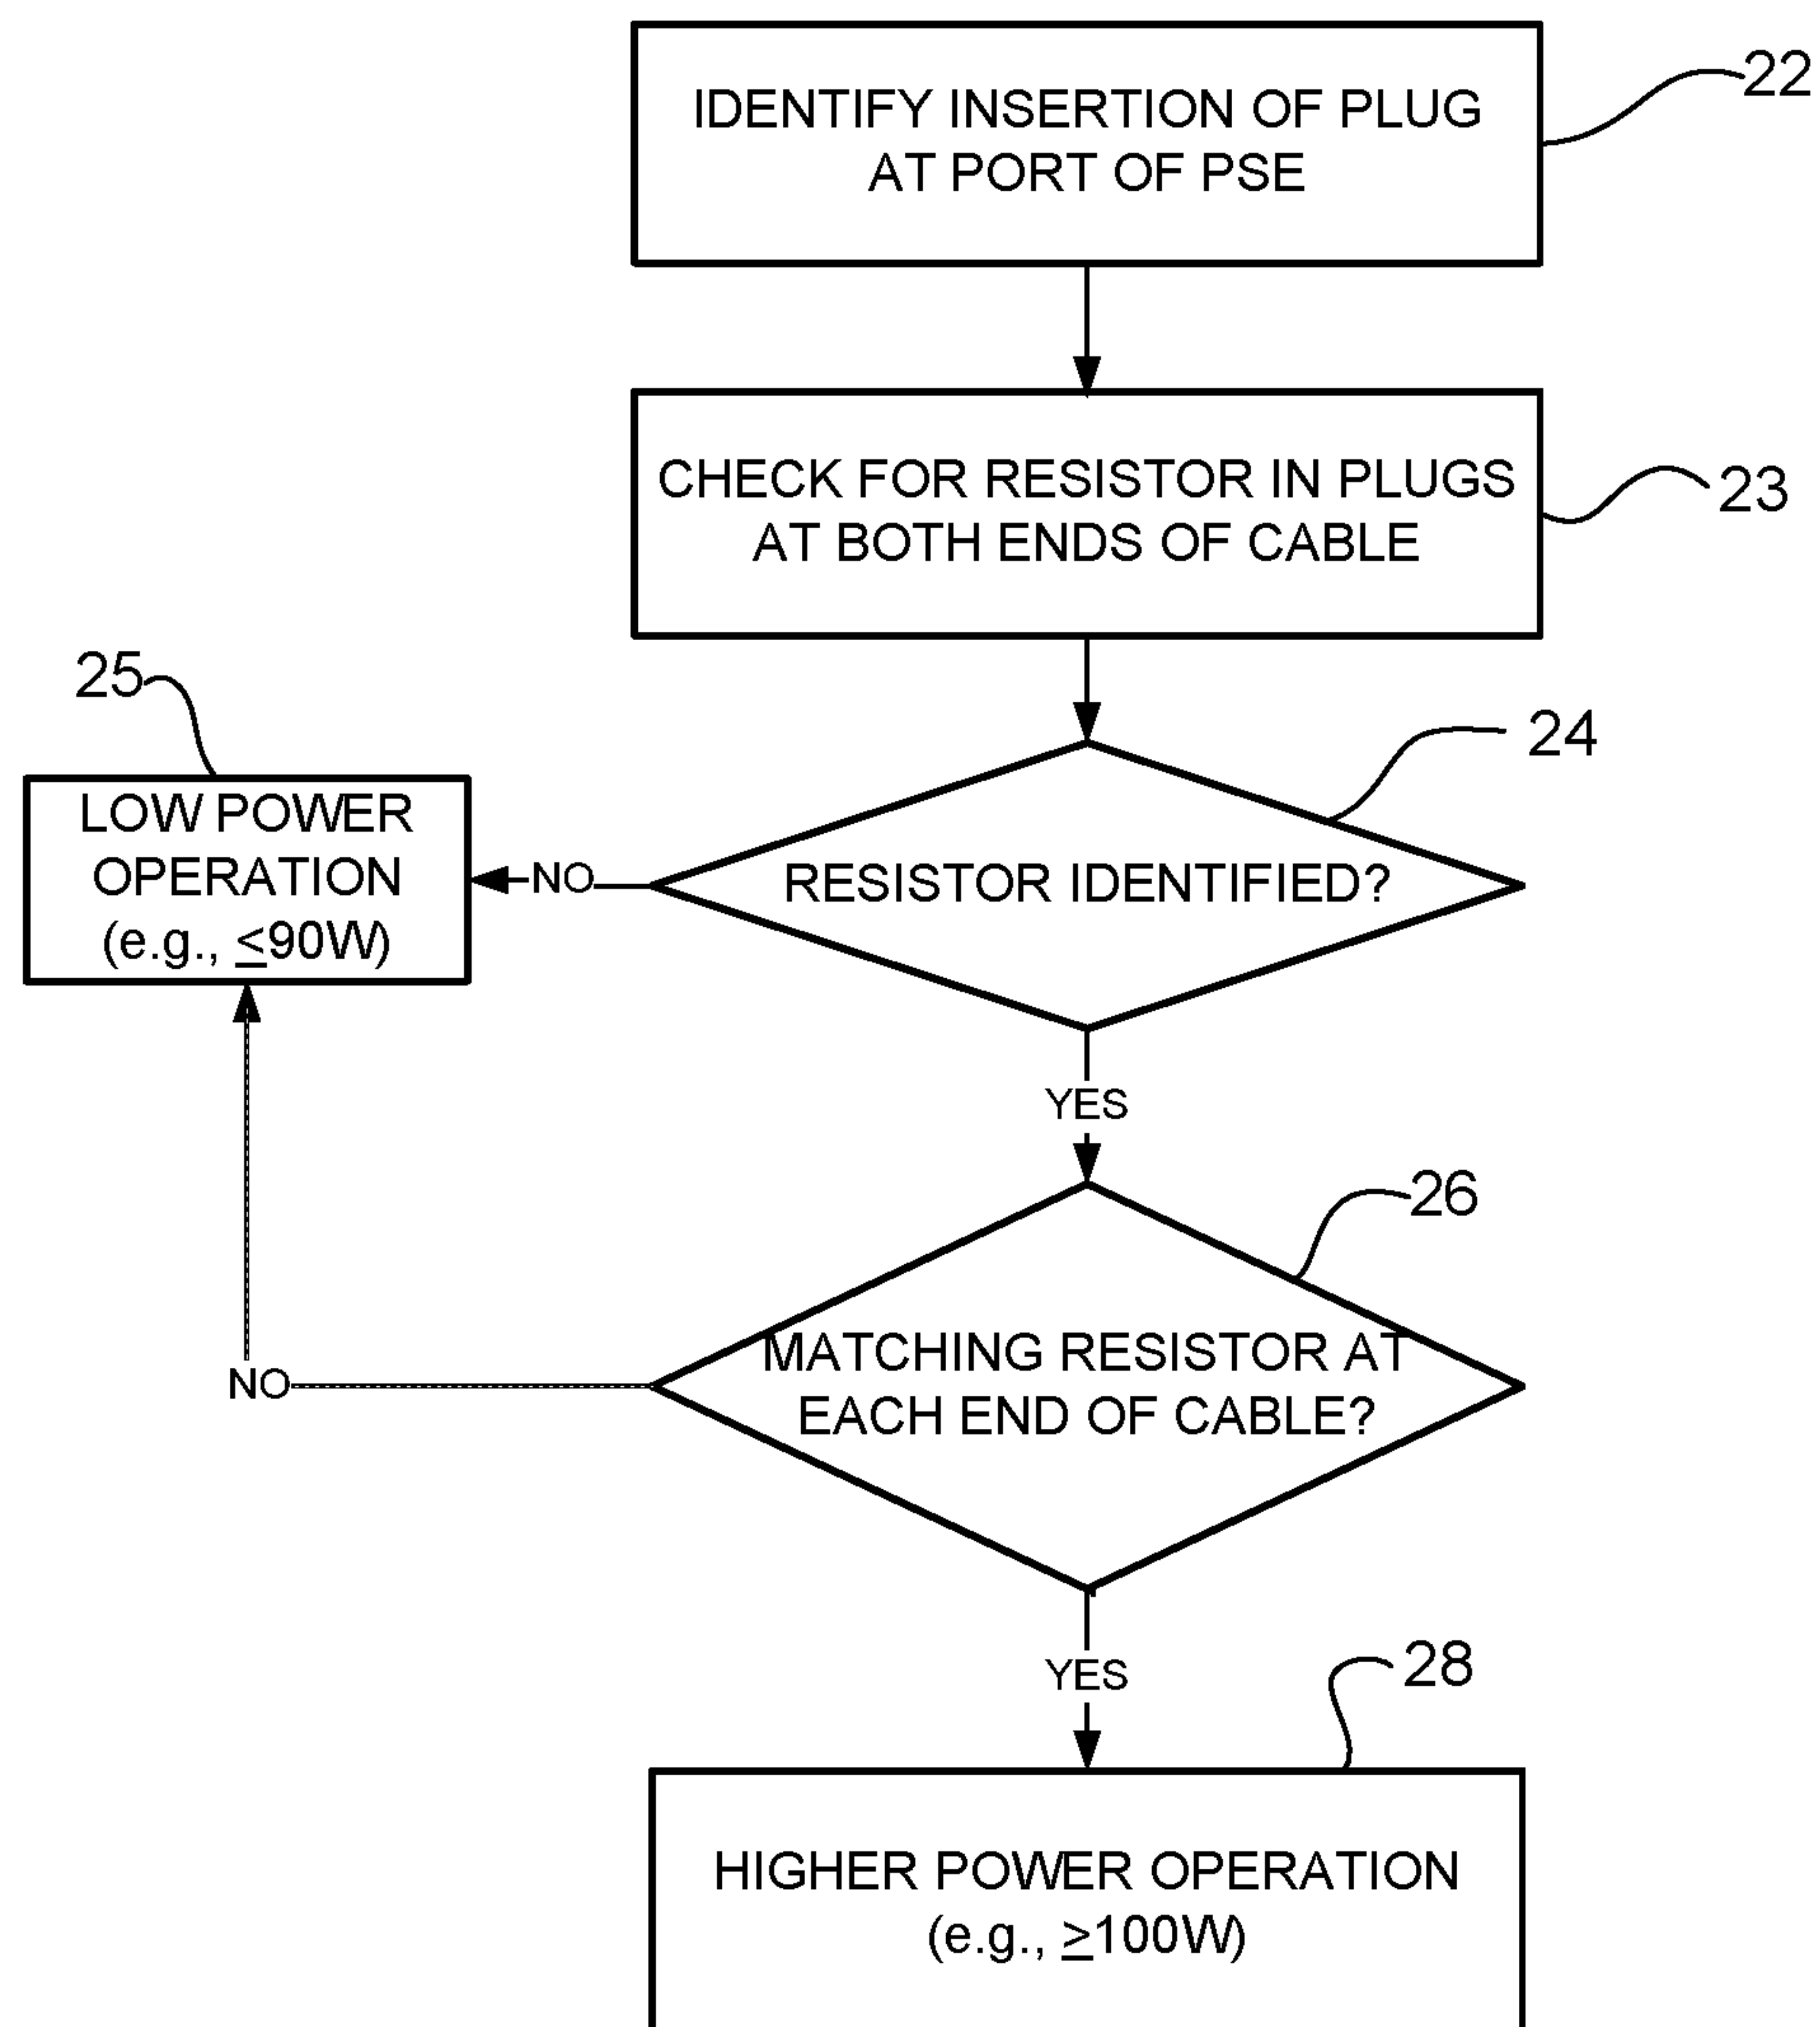 IDENTIFY INSERTION OF PLUG
AT PORT OF PSE
22
CHECK FOR RESISTOR IN PLUGS
AT BOTH ENDS OF CABLE
23
RESISTOR IDENTIFIED?
24
NO
25
LOW POWER
OPERATION
(e.g., ≤90W)
YES
MATCHING RESISTOR AT
EACH END OF CABLE?
26
NO
YES
28
HIGHER POWER OPERATION
(e.g., ≥100W)